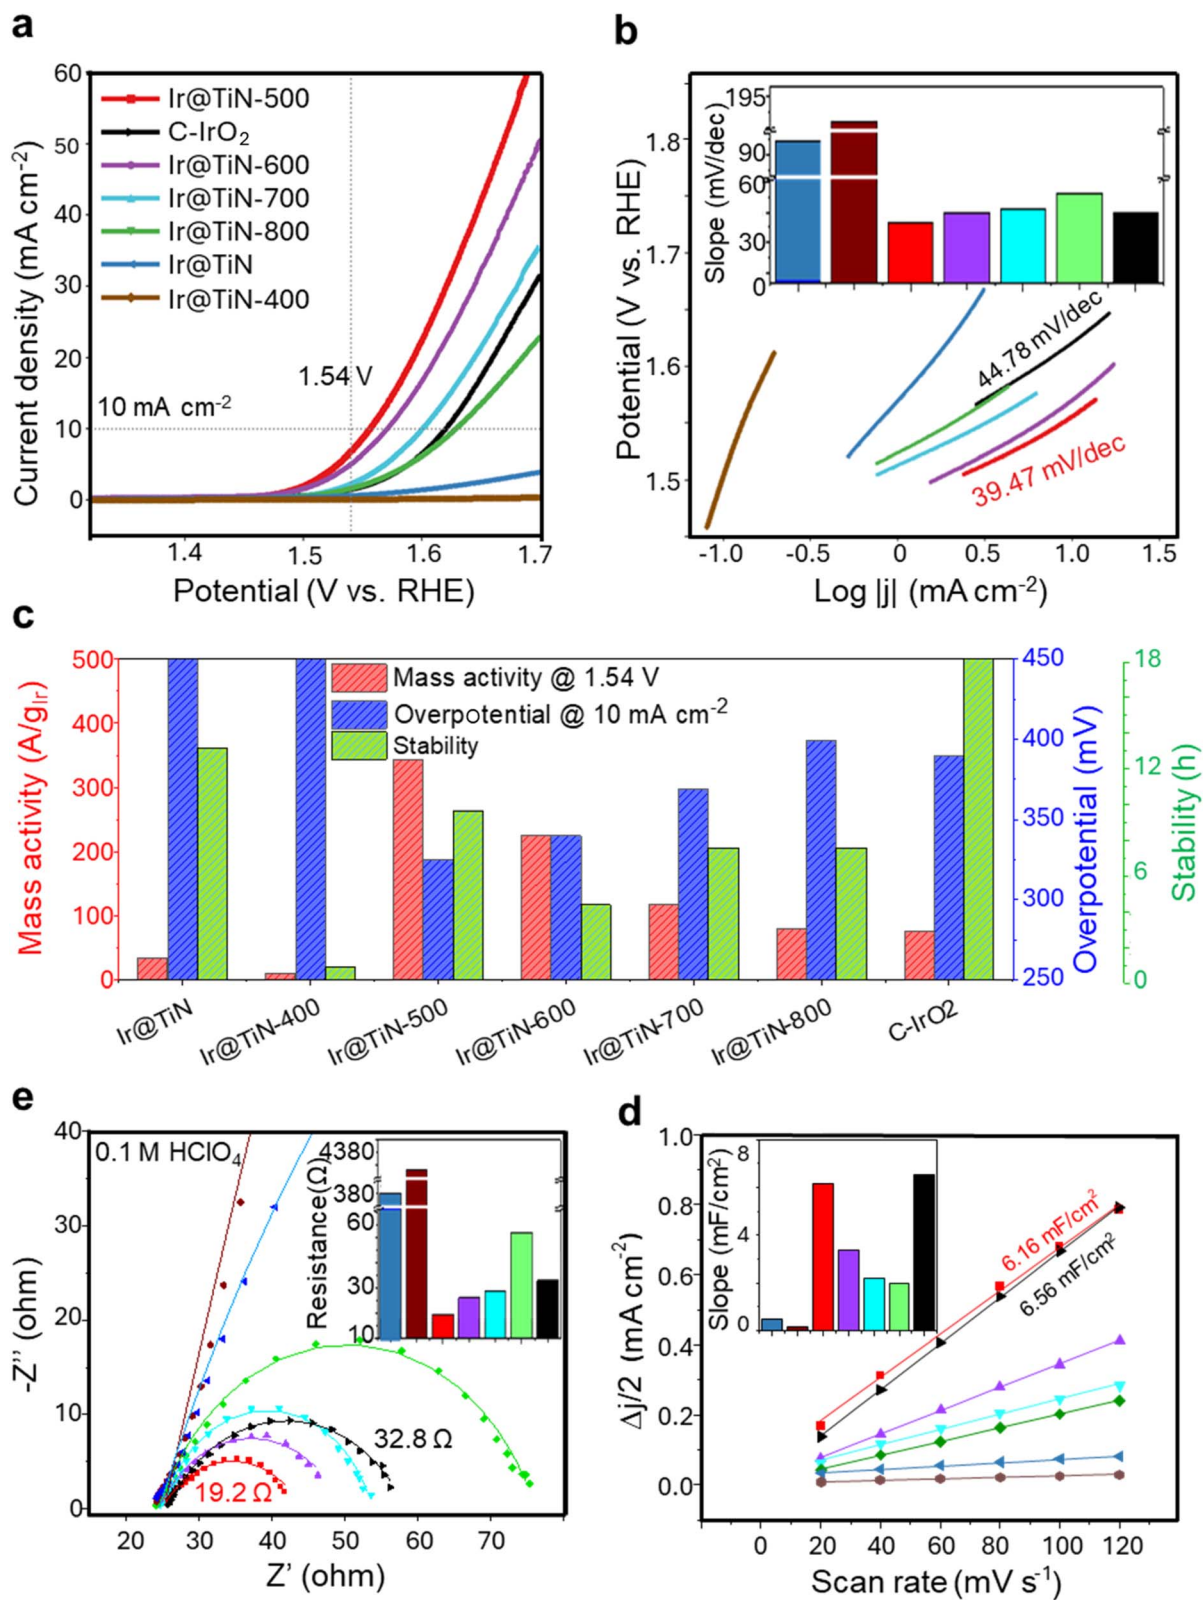 a
60
50
40
30
20
10
0
Current density (mA cm-2)
Ir@TiN-500
C-IrO2
Ir@TiN-600
Ir@TiN-700
Ir@TiN-800
Ir@TiN
Ir@TiN-400
1.54 V
10 mA cm-2
1.4 1.5 1.6 1.7
Potential (V vs. RHE)
b
1.8
1.7
1.6
1.5
Potential (V vs. RHE)
195
90
60
30
0
Slope (mV/dec)
44.78 mV/dec
39.47 mV/dec
-1.0 -0.5 0 0.5 1.0 1.5
Log |j| (mA cm-2)
c
500
400
300
200
100
0
Mass activity (A/gIr)
Mass activity @ 1.54 V
Overpotential @ 10 mA cm-2
Stability
450
400
350
300
250
Overpotential (mV)
18
12
6
0
Stability (h)
Ir@TiN Ir@TiN-400 Ir@TiN-500 Ir@TiN-600 Ir@TiN-700 Ir@TiN-800 C-IrO2
e
40
30
20
10
0
-Z'' (ohm)
0.1 M HClO4
4380
380
60
30
10
Resistance(Ω)
32.8 Ω
19.2 Ω
20 30 40 50 60 70
Z' (ohm)
d
1.0
0.8
0.6
0.4
0.2
0.0
Δj/2 (mA cm-2)
8
4
0
Slope (mF/cm2)
6.16 mF/cm2
6.56 mF/cm2
0 20 40 60 80 100 120
Scan rate (mV s-1)